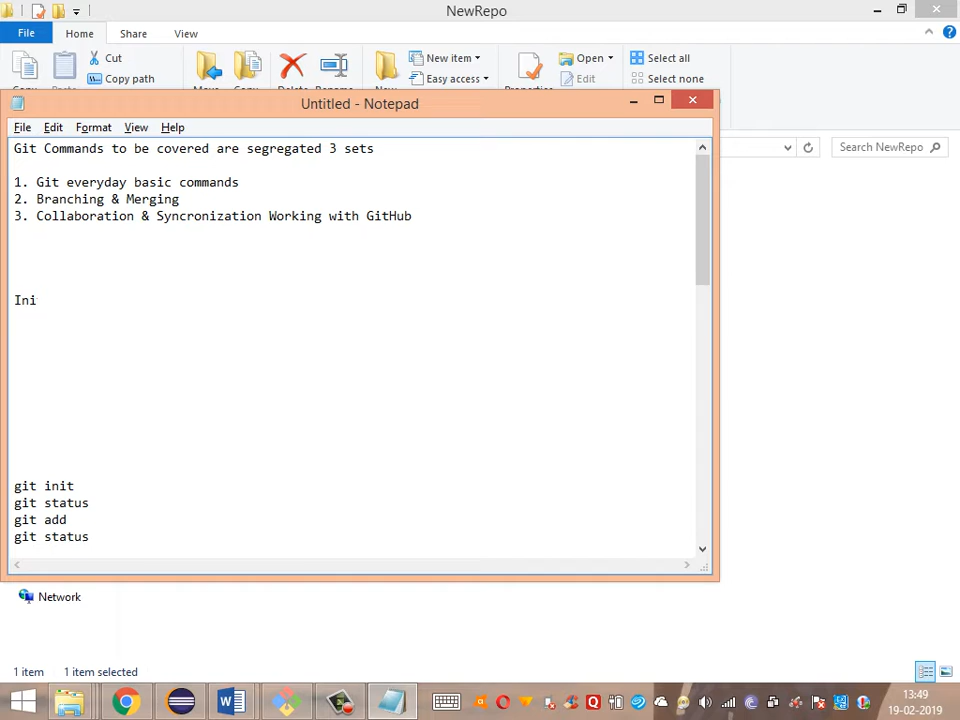 NewRepo
File Home Share View
Cut
Copy path
New item
Easy access
Open
Edit
Select all
Select none
Untitled - Notepad
File Edit Format View Help
Search NewRepo
Git Commands to be covered are segregated 3 sets
1. Git everyday basic commands
2. Branching & Merging
3. Collaboration & Syncronization Working with GitHub
Ini
git init
git status
git add
git status
Network
1 item 1 item selected
13:49
19-02-2019